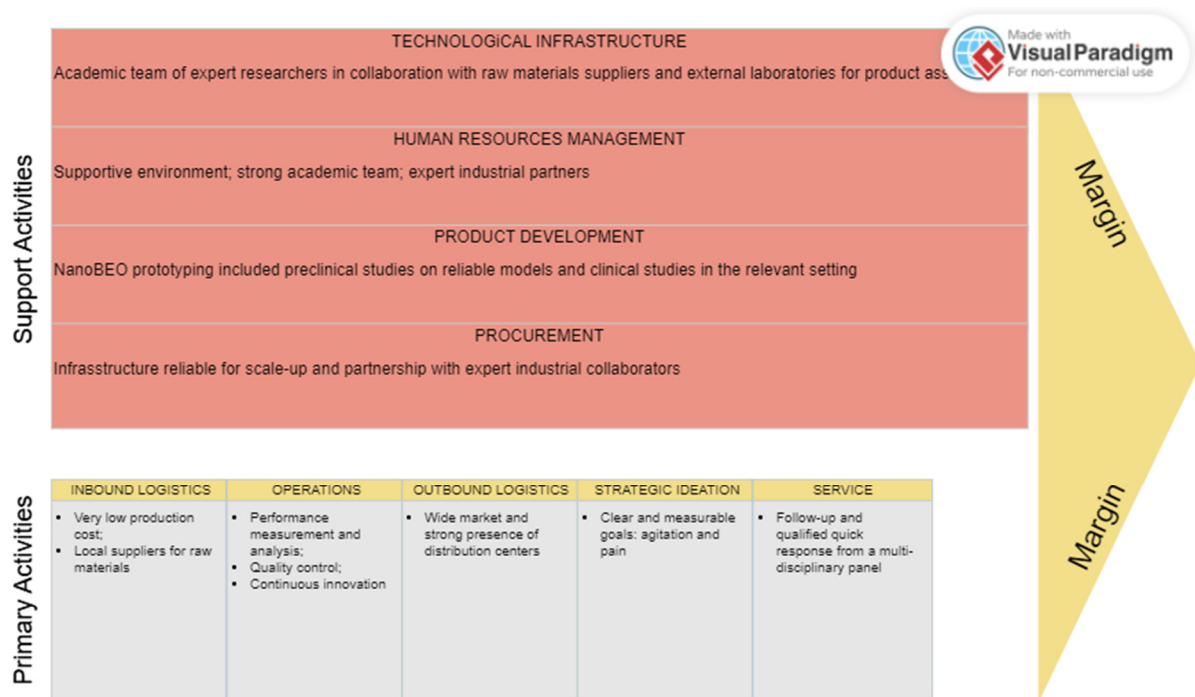 Made with
Visual Paradigm
For non-commercial use
TECHNOLOGiCAL INFRASTRUCTURE
Academic team of expert researchers in collaboration with raw materials suppliers and external laboratories for product
HUMAN RESOURCES MANAGEMENT
Supportive environment; strong academic team; expert industrial partners
PRODUCT DEVELOPMENT
NanoBEO prototyping included preclinical studies on reliable models and clinical studies in the relevant setting
PROCUREMENT
Infrasstructure reliable for scale-up and partnership with expert industrial collaborators
Support Activities
Margin
Margin
Primary Activities
INBOUND LOGISTICS
• Very low production
cost;
• Local suppliers for raw
materials
OPERATIONS
• Performance
measurement and
analysis;
• Quality control;
• Continuous innovation
OUTBOUND LOGISTICS
• Wide market and
strong presence of
distribution centers
STRATEGIC IDEATION
• Clear and measurable
goals: agitation and
pain
SERVICE
• Follow-up and
qualified quick
response from a multi-
disciplinary panel